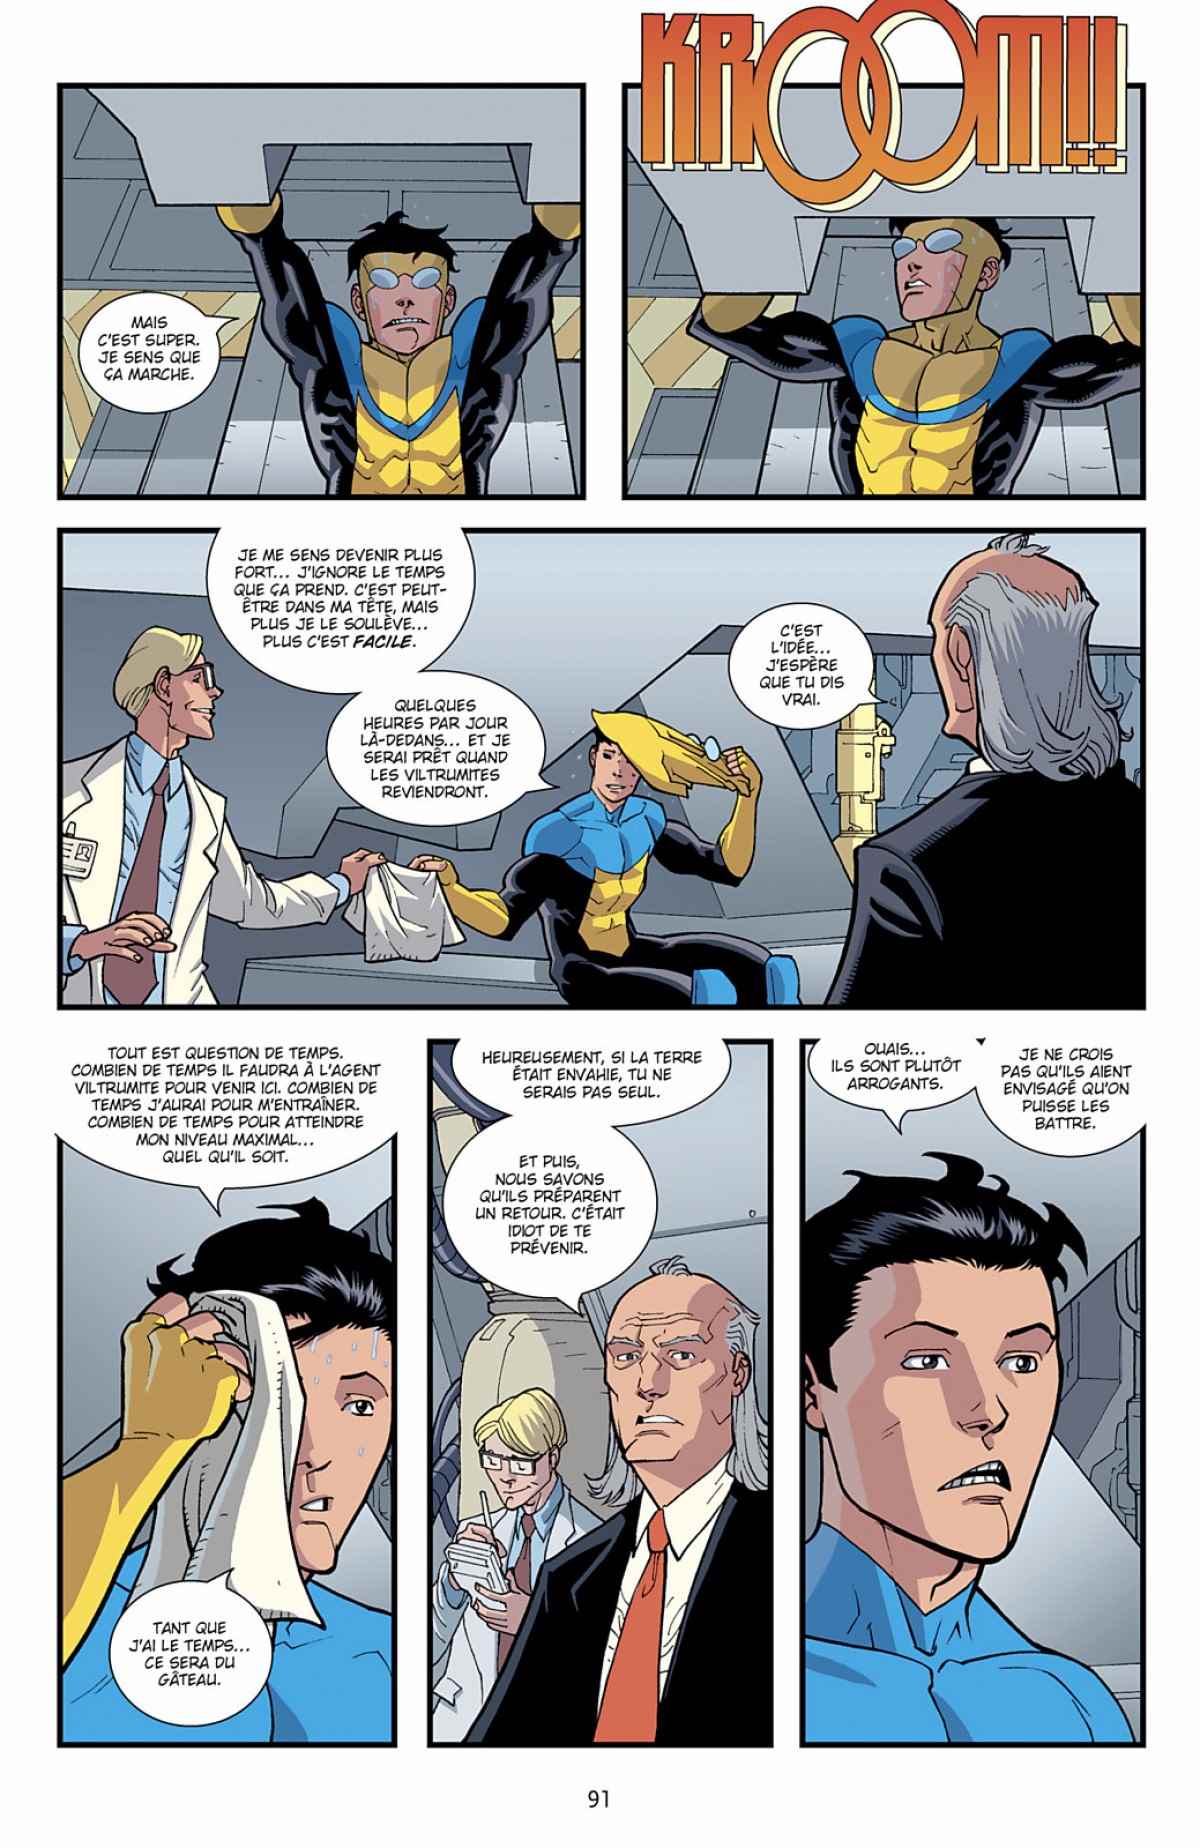 MAIS
C'EST SUPER.
JE SENS QUE
ÇA MARCHE.
KROOM!!
JE ME SENS DEVENIR PLUS
FORT... J'IGNORE LE TEMPS
QUE ÇA PREND. C'EST PEUT-
ÊTRE DANS MA TÊTE, MAIS
PLUS JE LE SOULÈVE...
PLUS C'EST FACILE.
QUELQUES
HEURES PAR JOUR
LÀ-DEDANS... ET JE
SERAI PRÊT QUAND
LES VILTRUMITES
REVIENDRONT.
C'EST
L'IDÉE...
J'ESPÈRE
QUE TU DIS
VRAI.
TOUT EST QUESTION DE TEMPS.
COMBIEN DE TEMPS IL FAUDRA À L'AGENT
VILTRUMITE POUR VENIR ICI. COMBIEN DE
TEMPS J'AURAI POUR M'ENTRAÎNER.
COMBIEN DE TEMPS POUR ATTEINDRE
MON NIVEAU MAXIMAL...
QUEL QU'IL SOIT.
TANT QUE
J'AI LE TEMPS...
CE SERA DU
GÂTEAU.
HEUREUSEMENT, SI LA TERRE
ÉTAIT ENVAHIE, TU NE
SERAIS PAS SEUL.
ET PUIS,
NOUS SAVONS
QU'ILS PRÉPARENT
UN RETOUR. C'ÉTAIT
IDIOT DE TE
PRÉVENIR.
OUAIS...
ILS SONT PLUTÔT
ARROGANTS.
JE NE CROIS
PAS QU'ILS AIENT
ENVISAGÉ QU'ON
PUISSE LES
BATTRE.
91